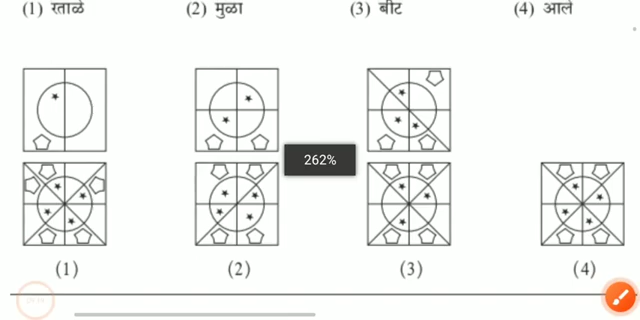 (1) रताळे (2) मुळा (3) बीट (4) आले
262%
(1) (2) (3) (4)